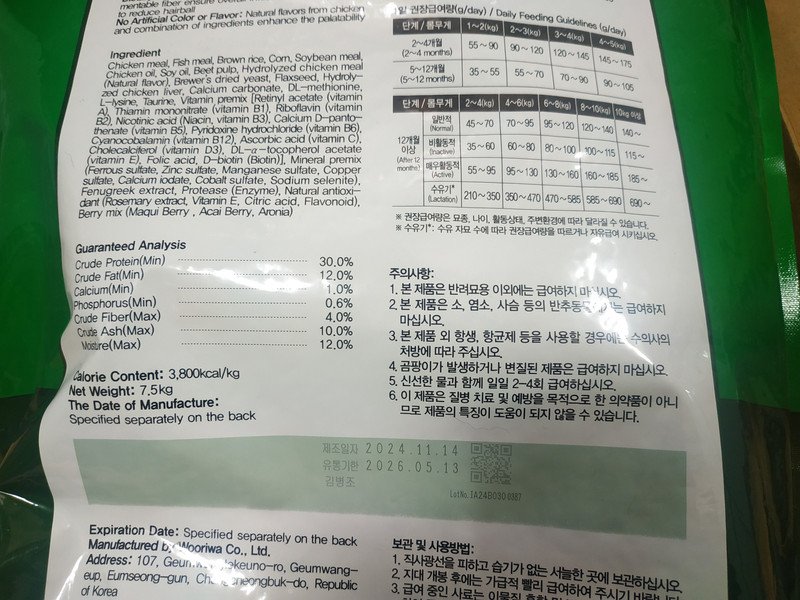 to reduce hairball
No Artificial Color or Flavor: Natural flavors from chicken
and combination of ingredients enhance the palatability
Ingredient
Chicken meal, Fish meal, Brown rice, Corn, Soybean meal,
Chicken oil, Soy oil, Beet pulp, Hydrolyzed chicken meal
(Natural flavor), Brewer's dried yeast, Flaxseed, Hydroly-
zed chicken liver, Calcium carbonate, DL-methionine,
L-lysine, Taurine, Vitamin premix [Retinyl acetate (vitamin
A), Thiamin mononitrate (vitamin B1), Riboflavin (vitamin
B2), Nicotinic acid (Niacin, vitamin B3), Calcium D-panto-
thenate (vitamin B5), Pyridoxine hydrochloride (vitamin B6),
Cyanocobalamin (vitamin B12), Ascorbic acid (vitamin C),
Cholecalciferol (vitamin D3), DL-α-tocopherol acetate
(vitamin E), Folic acid, D-biotin (Biotin)], Mineral premix
(Ferrous sulfate, Zinc sulfate, Manganese sulfate, Copper
sulfate, Calcium iodate, Cobalt sulfate, Sodium selenite),
Fenugreek extract, Protease (Enzyme), Natural antioxi-
dant (Rosemary extract, Vitamin E, Citric acid, Flavonoid),
Berry mix (Maqui Berry , Acai Berry, Aronia)
Guaranteed Analysis
Crude Protein(Min) 30.0%
Crude Fat(Min) 12.0%
Calcium(Min) 1.0%
Phosphorus(Min) 0.6%
Crude Fiber(Max) 4.0%
Crude Ash(Max) 10.0%
Moisture(Max) 12.0%
Calorie Content: 3,800kcal/kg
Net Weight: 7.5kg
The Date of Manufacture:
Specified separately on the back
일 권장급여량(g/day) / Daily Feeding Guidelines (g/day)
단계 / 몸무게 1~2(kg) 2~3(kg) 3~4(kg) 4~5(kg)
2~4개월 (2~4 months) 55 ~ 90 90 ~ 120 120 ~ 145 145 ~ 175
5~12개월 (5~12 months) 35 ~ 55 55 ~ 70 70 ~ 90 90 ~ 105
단계 / 몸무게 2~4(kg) 4~6(kg) 6~8(kg) 8~10(kg) 10kg 이상
12개월 이상 (After 12 months)
일반적 (Normal) 45~ 70 70 ~ 95 95~ 120 120~ 140 140 ~
비활동적 (Inactive) 35~ 60 60 ~ 80 80 ~ 100 100~ 115 115 ~
매우활동적 (Active) 55~ 95 95~ 130 130~ 160 160~ 185 185 ~
수유기* (Lactation) 210~ 350 350~ 470 470~ 585 585~ 690 690 ~
※ 권장급여량은 묘종, 나이, 활동상태, 주변환경에 따라 달라질 수 있습니다.
※ 수유기*: 수유 자묘 수에 따라 권장급여량을 따르거나 자유급여 시키십시오.
주의사항:
1. 본 제품은 반려묘용 이외에는 급여하지 마십시오.
2. 본 제품은 소, 염소, 사슴 등의 반추동물에게는 급여하지
마십시오.
3. 본 제품 외 항생, 항균제 등을 사용할 경우에는 수의사의
처방에 따라 주십시오.
4. 곰팡이가 발생하거나 변질된 제품은 급여하지 마십시오.
5. 신선한 물과 함께 일일 2-4회 급여하십시오.
6. 이 제품은 질병 치료 및 예방을 목적으로 한 의약품이 아니
므로 제품의 특징이 도움이 되지 않을 수 있습니다.
제조일자 2024.11.14
유통기한 2026.05.13
김병조
Lot No. IA24B030 0387
Expiration Date: Specified separately on the back
Manufactured by Wooriwa Co., Ltd.
Address: 107, Geumwang-
eup, Eumseong-gun, Chungcheongbuk-do, Republic
of Korea
보관 및 사용방법:
1. 직사광선을 피하고 습기가 없는 서늘한 곳에 보관하십시오.
2. 지대 개봉 후에는 가급적 빨리 급여하여 주시기 바랍니다.
3. 급여 중인 사료는 이물질